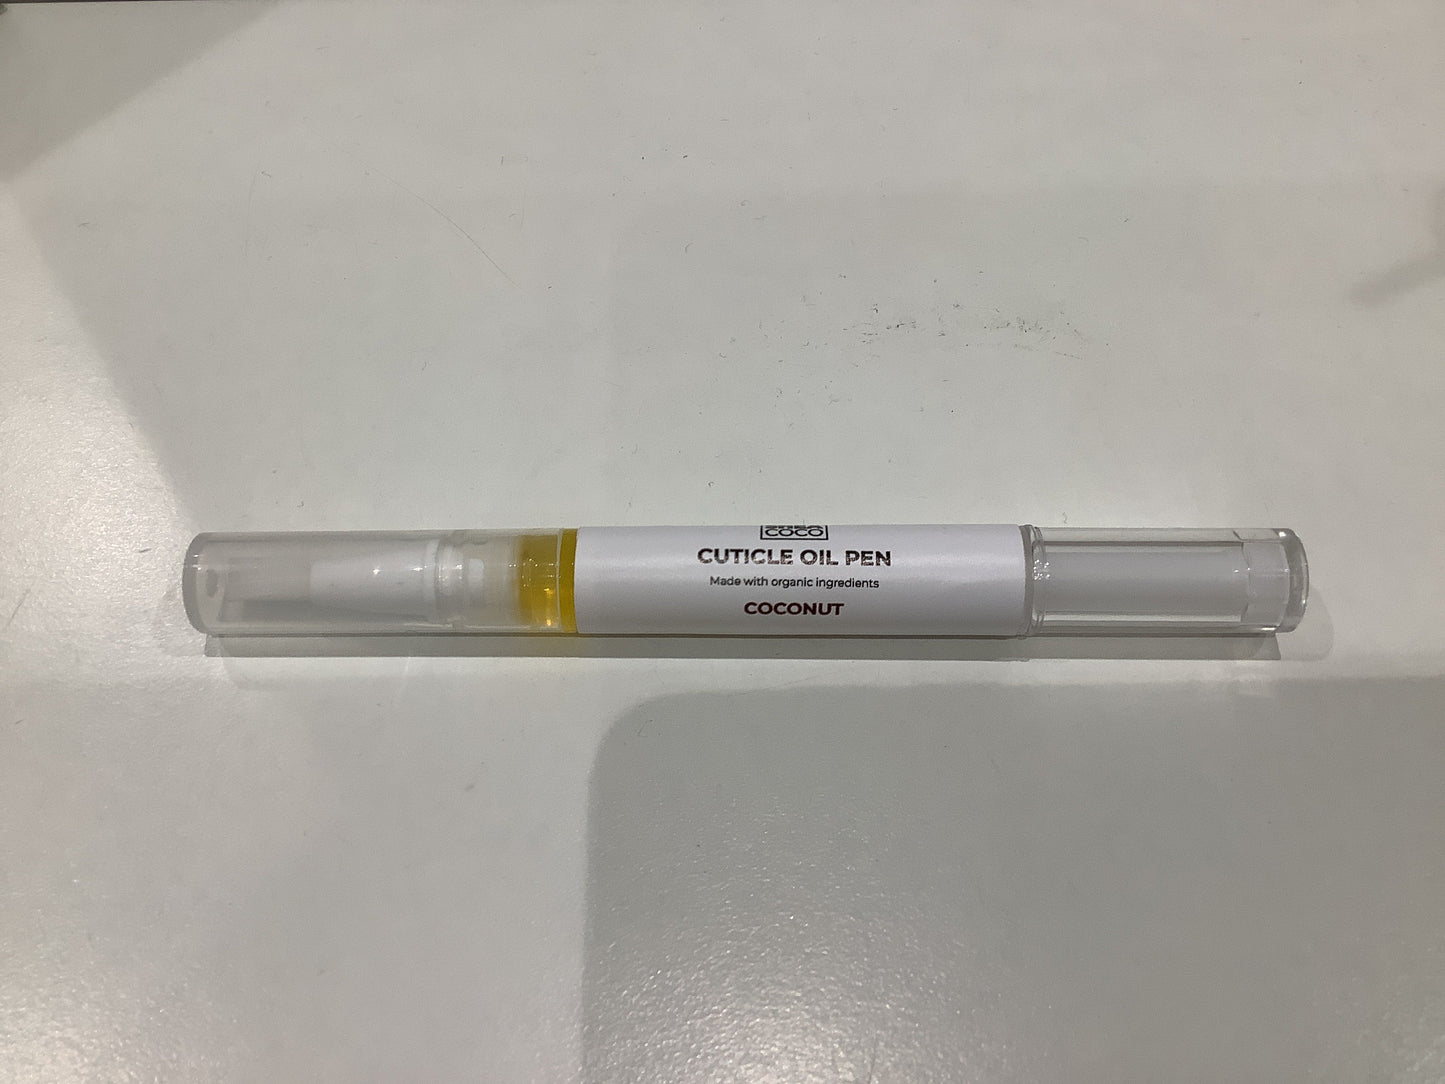 COCO
CUTICLE OIL PEN
Made with organic ingredients
COCONUT